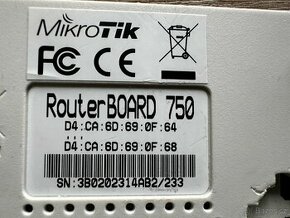 MikroTik
FC CE
RouterBOARD 750
D4:CA:6D:69:0F:64
...
D4:CA:6D:69:0F:68
SN:3B0202314AB2/233